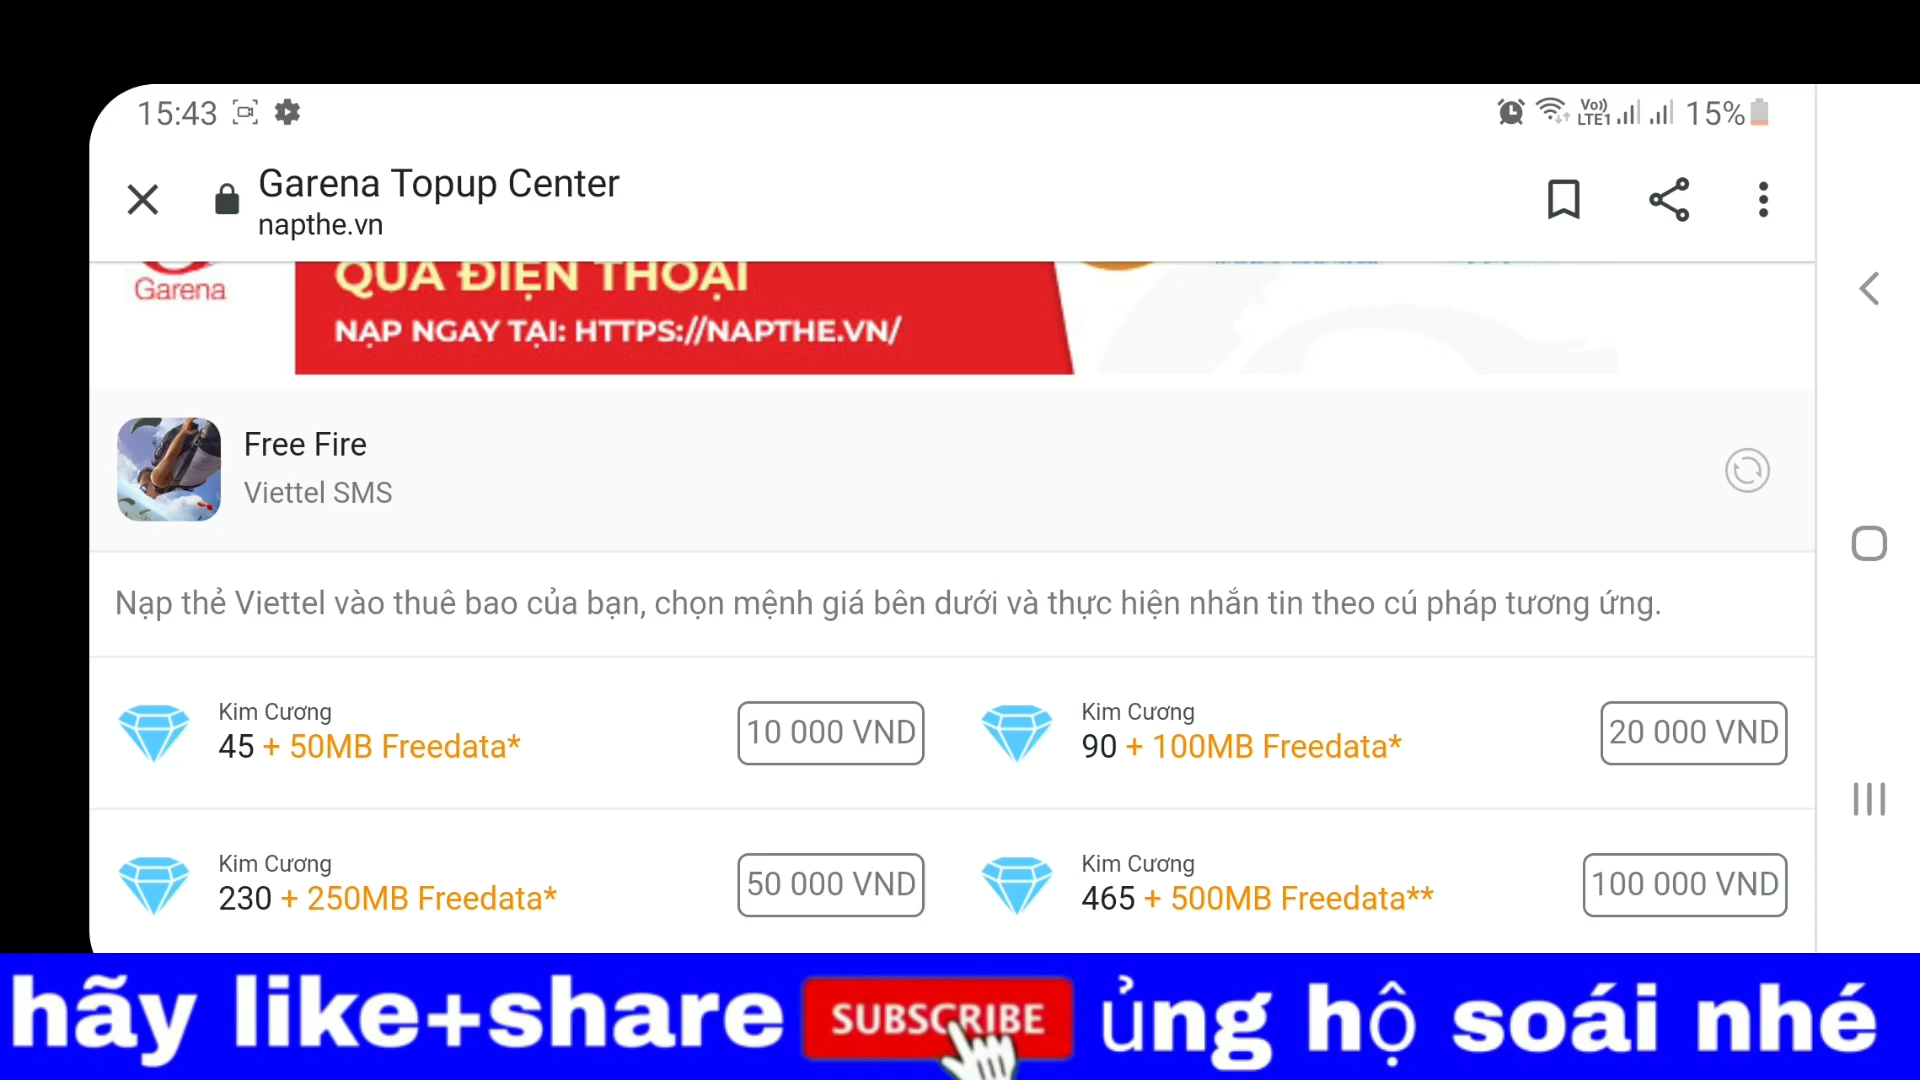 15:43
Vo)) LTE1 15%
Garena Topup Center
napthe.vn
Garena
QUA ĐIỆN THOẠI
NẠP NGAY TẠI: HTTPS://NAPTHE.VN/
Free Fire
Viettel SMS
Nạp thẻ Viettel vào thuê bao của bạn, chọn mệnh giá bên dưới và thực hiện nhắn tin theo cú pháp tương ứng.
Kim Cương
45 + 50MB Freedata*
10 000 VND
Kim Cương
90 + 100MB Freedata*
20 000 VND
Kim Cương
230 + 250MB Freedata*
50 000 VND
Kim Cương
465 + 500MB Freedata**
100 000 VND
hãy like+share SUBSCRIBE ủng hộ soái nhé